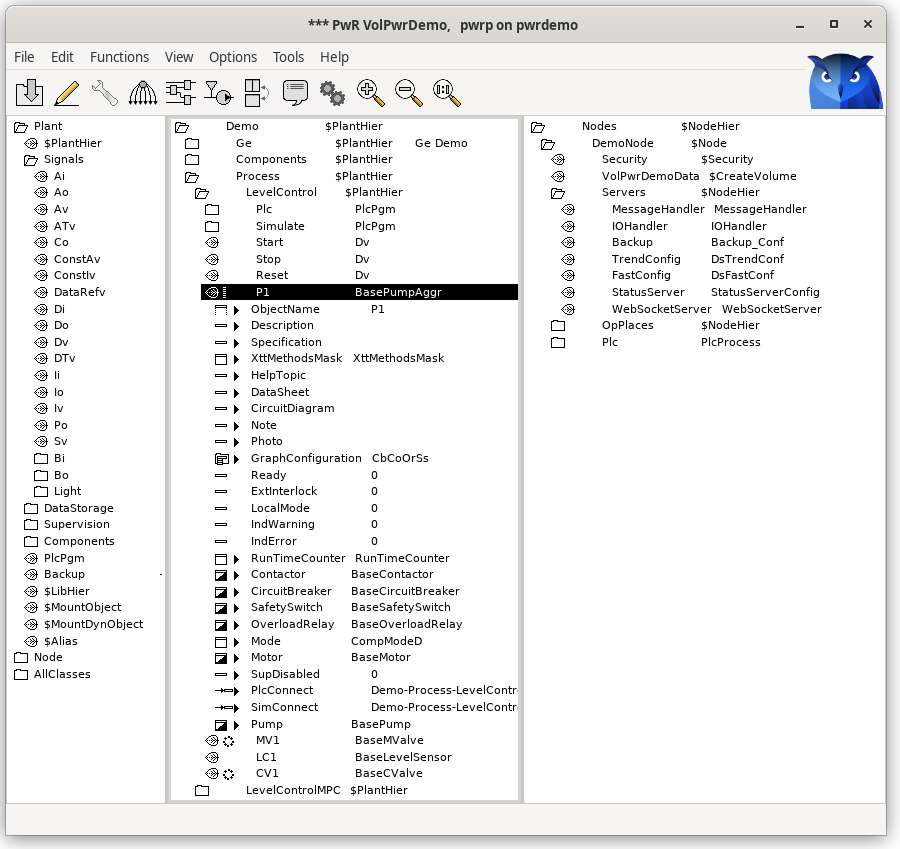 *** PwR VolPwrDemo, pwrp on pwrdemo
File Edit Functions View Options Tools Help
Plant
$PlantHier
Signals
Ai
Ao
Av
ATv
Co
ConstAv
ConstIv
DataRefv
Di
Do
Dv
DTv
Ii
Io
Iv
Po
Sv
Bi
Bo
Light
DataStorage
Supervision
Components
PlcPgm
Backup
$LibHier
$MountObject
$MountDynObject
$Alias
Node
AllClasses
Demo $PlantHier
Ge $PlantHier Ge Demo
Components $PlantHier
Process $PlantHier
LevelControl $PlantHier
Plc PlcPgm
Simulate PlcPgm
Start Dv
Stop Dv
Reset Dv
P1 BasePumpAggr
ObjectName P1
Description
Specification
XttMethodsMask XttMethodsMask
HelpTopic
DataSheet
CircuitDiagram
Note
Photo
GraphConfiguration CbCoOrSs
Ready 0
ExtInterlock 0
LocalMode 0
IndWarning 0
IndError 0
RunTimeCounter RunTimeCounter
Contactor BaseContactor
CircuitBreaker BaseCircuitBreaker
SafetySwitch BaseSafetySwitch
OverloadRelay BaseOverloadRelay
Mode CompModeD
Motor BaseMotor
SupDisabled 0
PlcConnect Demo-Process-LevelContr
SimConnect Demo-Process-LevelContr
Pump BasePump
MV1 BaseMValve
LC1 BaseLevelSensor
CV1 BaseCValve
LevelControlMPC $PlantHier
Nodes $NodeHier
DemoNode $Node
Security $Security
VolPwrDemoData $CreateVolume
Servers $NodeHier
MessageHandler MessageHandler
IOHandler IOHandler
Backup Backup_Conf
TrendConfig DsTrendConf
FastConfig DsFastConf
StatusServer StatusServerConfig
WebSocketServer WebSocketServer
OpPlaces $NodeHier
Plc PlcProcess